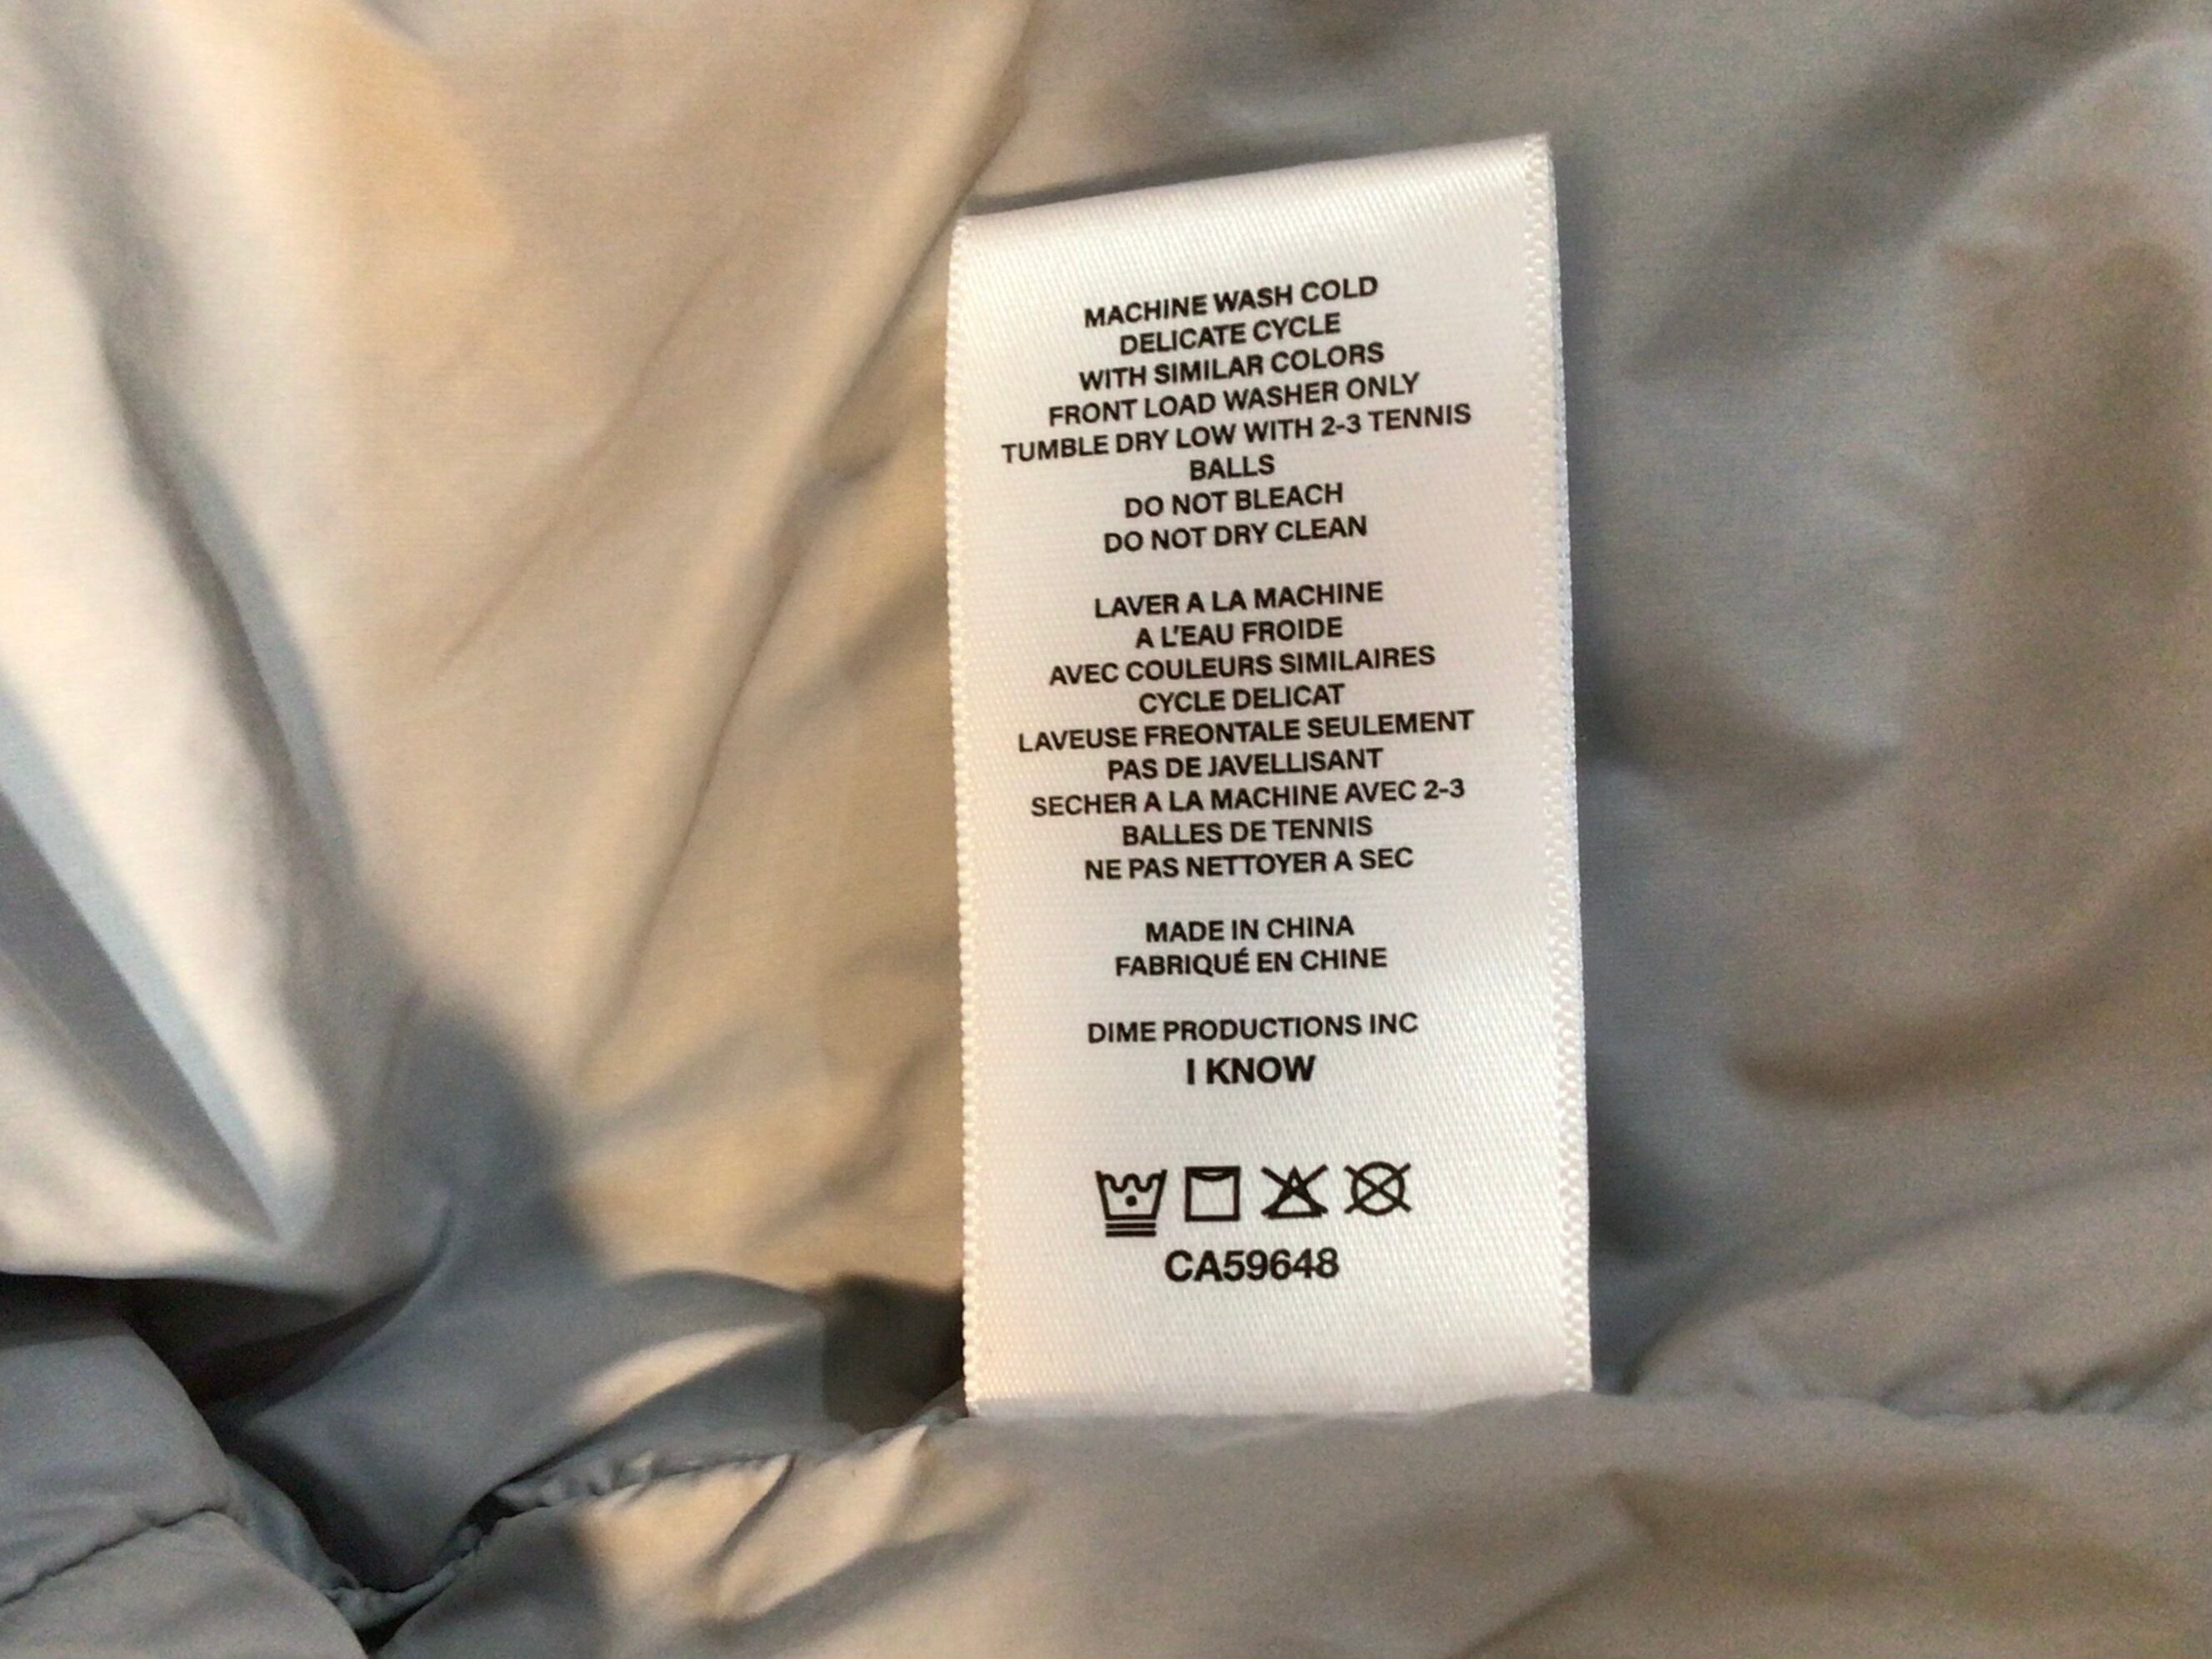 MACHINE WASH COLD
DELICATE CYCLE
WITH SIMILAR COLORS
FRONT LOAD WASHER ONLY
TUMBLE DRY LOW WITH 2-3 TENNIS
BALLS
DO NOT BLEACH
DO NOT DRY CLEAN
LAVER A LA MACHINE
A L'EAU FROIDE
AVEC COULEURS SIMILAIRES
CYCLE DELICAT
LAVEUSE FREONTALE SEULEMENT
PAS DE JAVELLISANT
SECHER A LA MACHINE AVEC 2-3
BALLES DE TENNIS
NE PAS NETTOYER A SEC
MADE IN CHINA
FABRIQUÉ EN CHINE
DIME PRODUCTIONS INC
I KNOW
CA59648